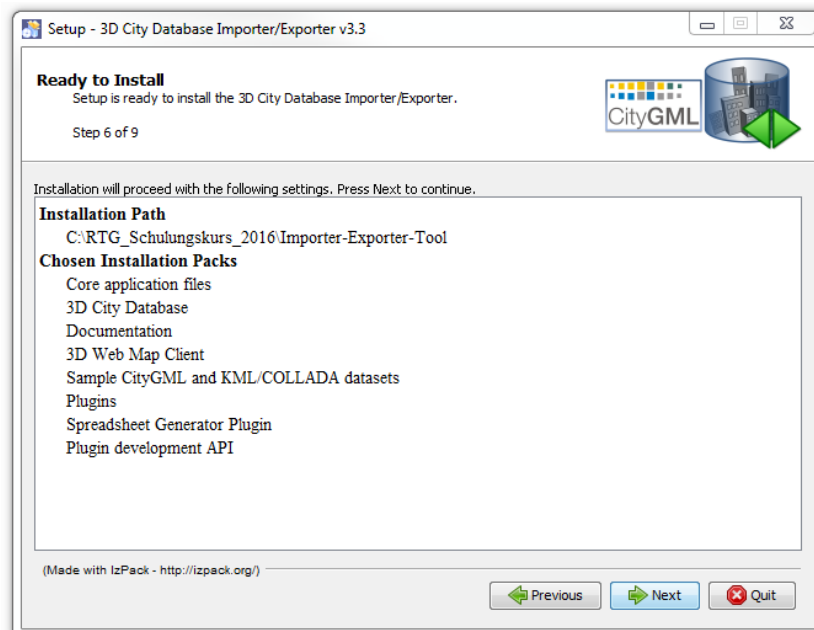 Setup - 3D City Database Importer/Exporter v3.3
Ready to Install
Setup is ready to install the 3D City Database Importer/Exporter.
Step 6 of 9
CityGML
Installation will proceed with the following settings. Press Next to continue.
Installation Path
C:\RTG_Schulungskurs_2016\Importer-Exporter-Tool
Chosen Installation Packs
Core application files
3D City Database
Documentation
3D Web Map Client
Sample CityGML and KML/COLLADA datasets
Plugins
Spreadsheet Generator Plugin
Plugin development API
(Made with IzPack - http://izpack.org/)
Previous
Next
Quit